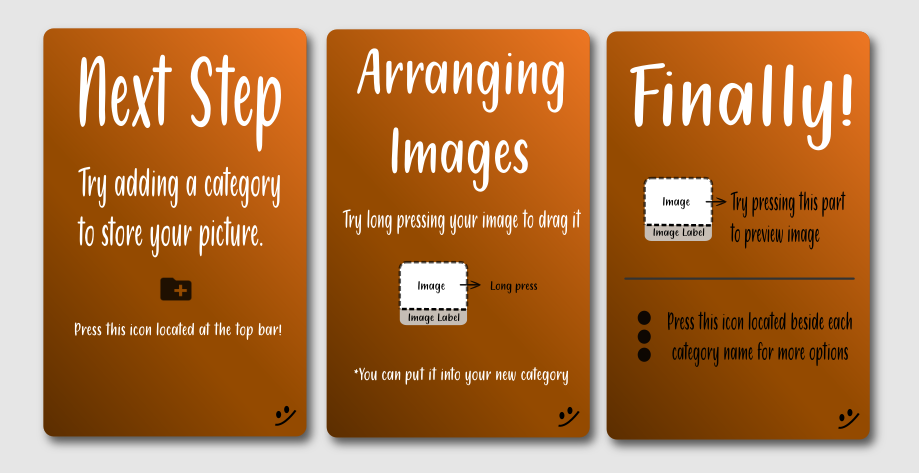 Next Step
Try adding a category
to store your picture.
Press this icon located at the top bar!
Arranging
Images
Try long pressing your image to drag it
Image
Long press
Image Label
*You can put it into your new category
Finally!
Image
Image Label
Try pressing this part
to preview image
Press this icon located beside each
category name for more options